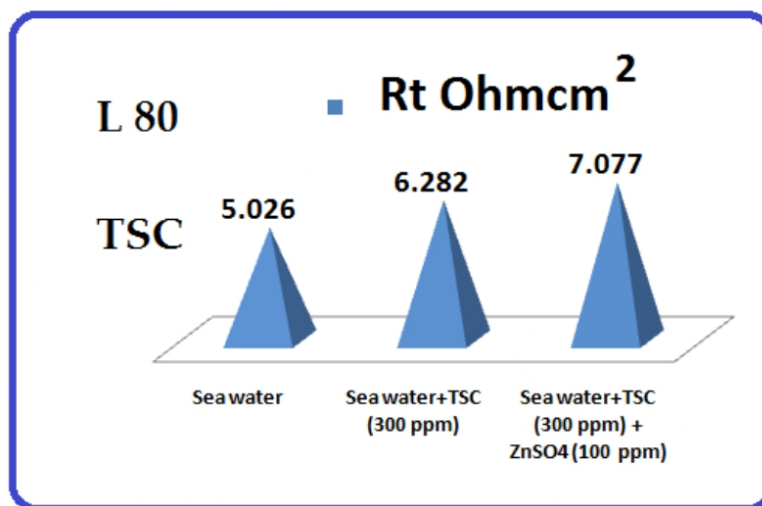 L 80
Rt Ohmcm²
TSC
5.026
6.282
7.077
Sea water
Sea water+TSC
(300 ppm)
Sea water+TSC
(300 ppm) +
ZnSO4 (100 ppm)